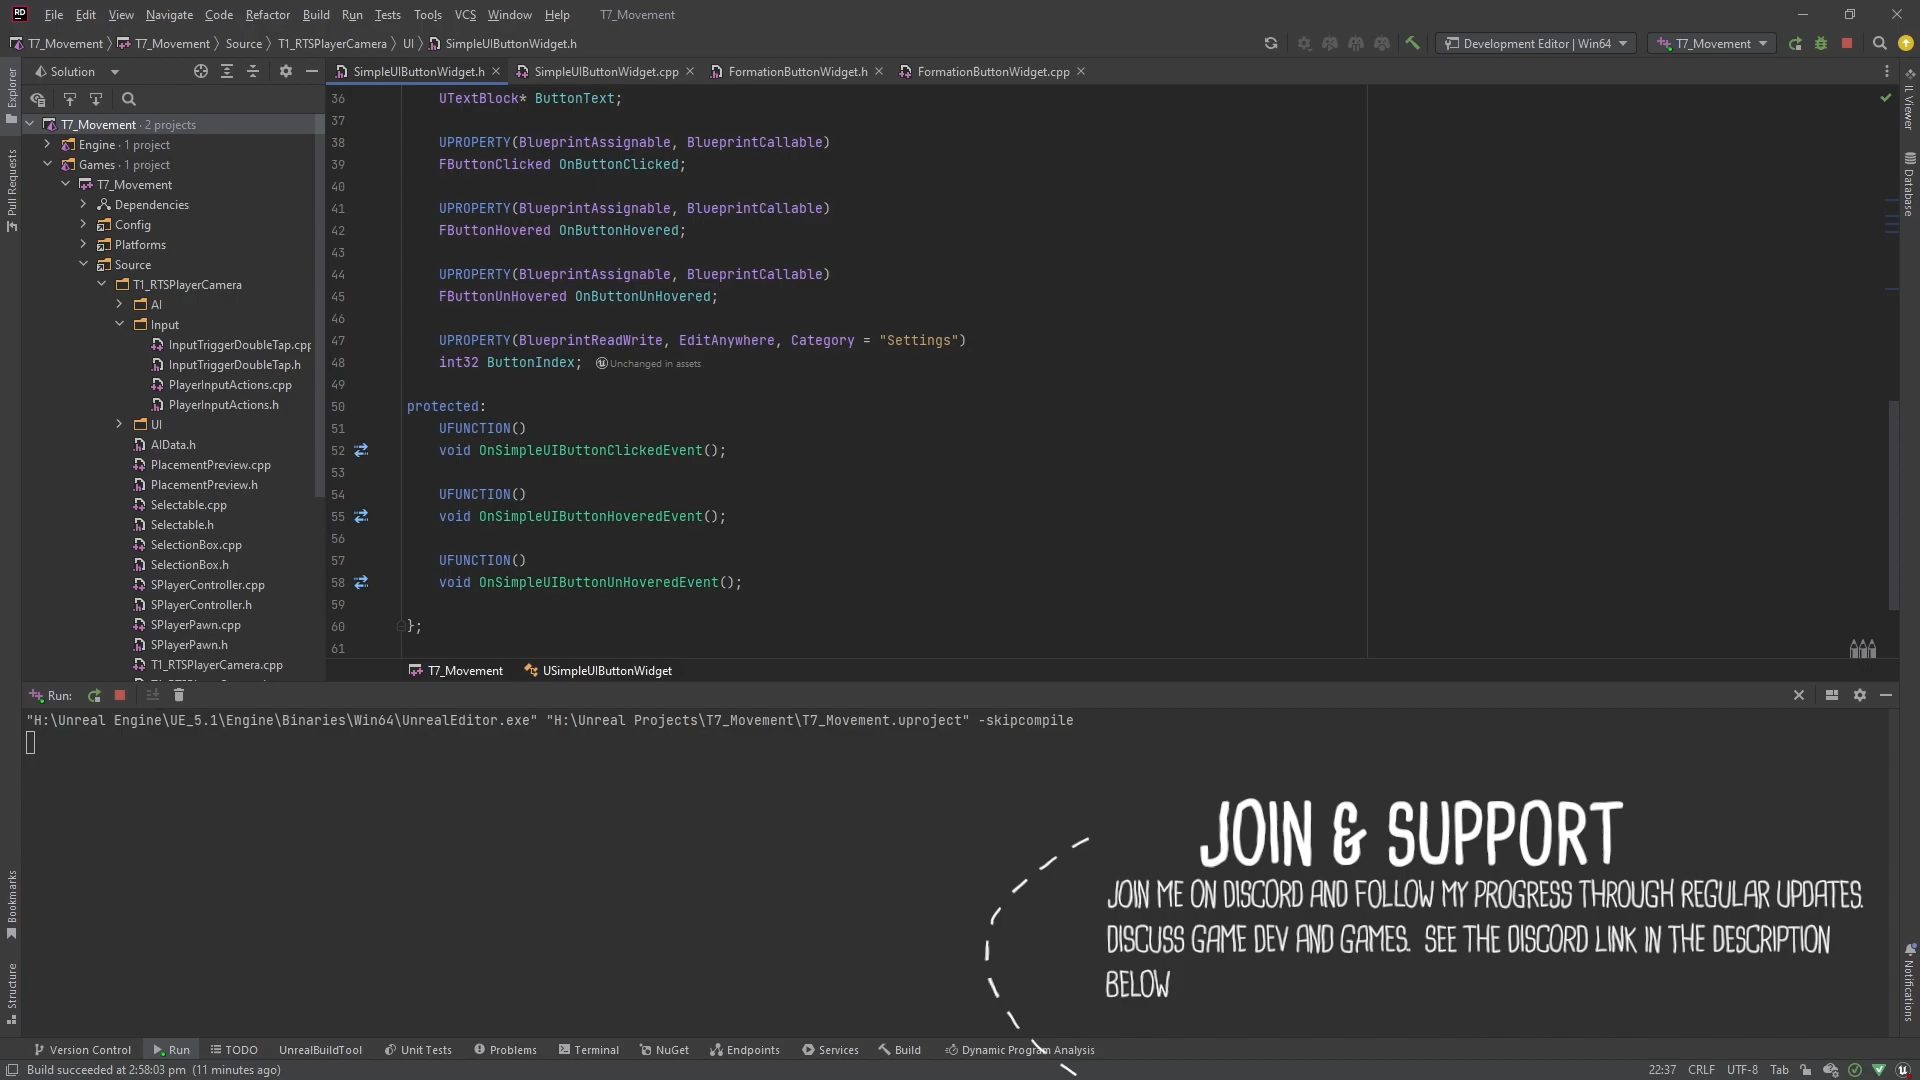 RD File Edit View Navigate Code Refactor Build Run Tests Tools VCS Window Help T7_Movement
T7_Movement T7_Movement Source T1_RTSPlayerCamera UI SimpleUIButtonWidget.h Development Editor | Win64 T7_Movement
Explorer
Pull Requests
Bookmarks
Structure
Solution
T7_Movement · 2 projects
Engine · 1 project
Games · 1 project
T7_Movement
Dependencies
Config
Platforms
Source
T1_RTSPlayerCamera
AI
Input
InputTriggerDoubleTap.cpp
InputTriggerDoubleTap.h
PlayerInputActions.cpp
PlayerInputActions.h
UI
AIData.h
PlacementPreview.cpp
PlacementPreview.h
Selectable.cpp
Selectable.h
SelectionBox.cpp
SelectionBox.h
SPlayerController.cpp
SPlayerController.h
SPlayerPawn.cpp
SPlayerPawn.h
T1_RTSPlayerCamera.cpp
SimpleUIButtonWidget.h SimpleUIButtonWidget.cpp FormationButtonWidget.h FormationButtonWidget.cpp
36 UTextBlock* ButtonText;
37
38 UPROPERTY(BlueprintAssignable, BlueprintCallable)
39 FButtonClicked OnButtonClicked;
40
41 UPROPERTY(BlueprintAssignable, BlueprintCallable)
42 FButtonHovered OnButtonHovered;
43
44 UPROPERTY(BlueprintAssignable, BlueprintCallable)
45 FButtonUnHovered OnButtonUnHovered;
46
47 UPROPERTY(BlueprintReadWrite, EditAnywhere, Category = "Settings")
48 int32 ButtonIndex; Unchanged in assets
49
50 protected:
51 UFUNCTION()
52 void OnSimpleUIButtonClickedEvent();
53
54 UFUNCTION()
55 void OnSimpleUIButtonHoveredEvent();
56
57 UFUNCTION()
58 void OnSimpleUIButtonUnHoveredEvent();
59
60 };
61
T7_Movement USimpleUIButtonWidget
IL Viewer
Database
Notifications
Run:
"H:\Unreal Engine\UE_5.1\Engine\Binaries\Win64\UnrealEditor.exe" "H:\Unreal Projects\T7_Movement\T7_Movement.uproject" -skipcompile
JOIN & SUPPORT
JOIN ME ON DISCORD AND FOLLOW MY PROGRESS THROUGH REGULAR UPDATES.
DISCUSS GAME DEV AND GAMES. SEE THE DISCORD LINK IN THE DESCRIPTION
BELOW
Version Control Run TODO UnrealBuildTool Unit Tests Problems Terminal NuGet Endpoints Services Build Dynamic Program Analysis
Build succeeded at 2:58:03 pm (11 minutes ago) 22:37 CRLF UTF-8 Tab